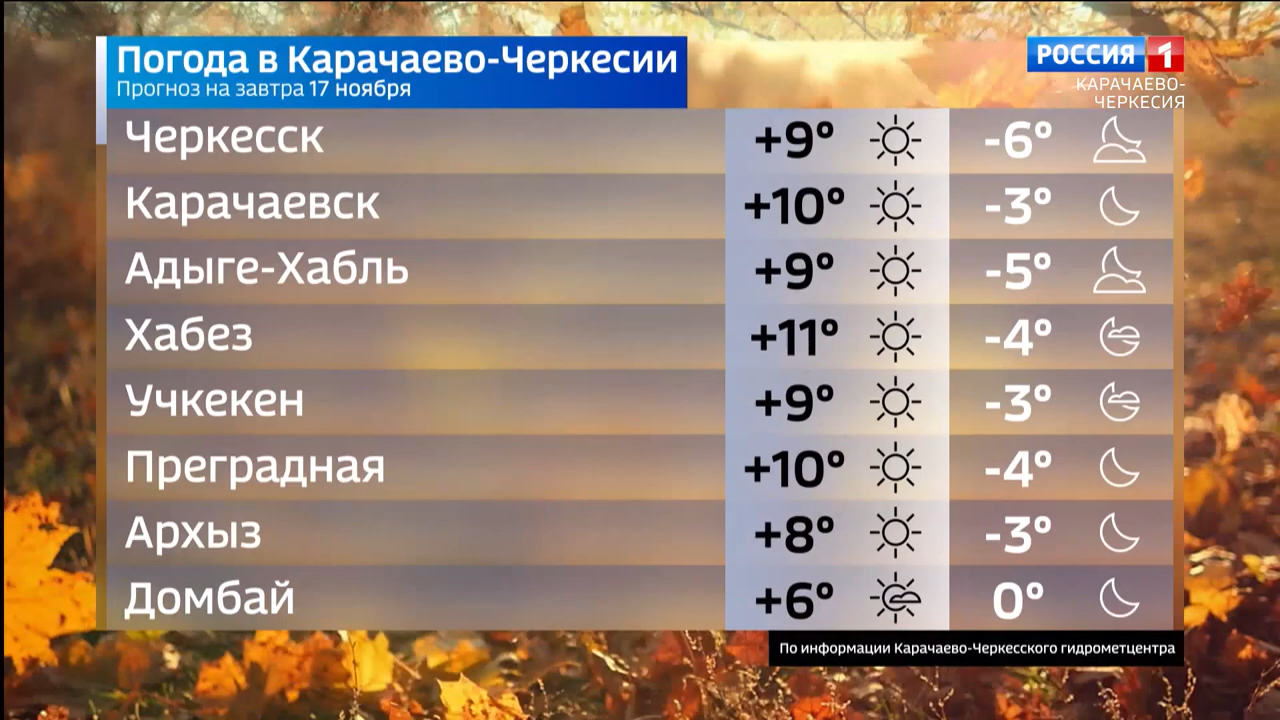 Погода в Карачаево-Черкесии
Прогноз на завтра 17 ноября
РОССИЯ 1
КАРАЧАЕВО-
ЧЕРКЕСИЯ
Черкесск +9° -6°
Карачаевск +10° -3°
Адыге-Хабль +9° -5°
Хабез +11° -4°
Учкекен +9° -3°
Преградная +10° -4°
Архыз +8° -3°
Домбай +6° 0°
По информации Карачаево-Черкесского гидрометцентра